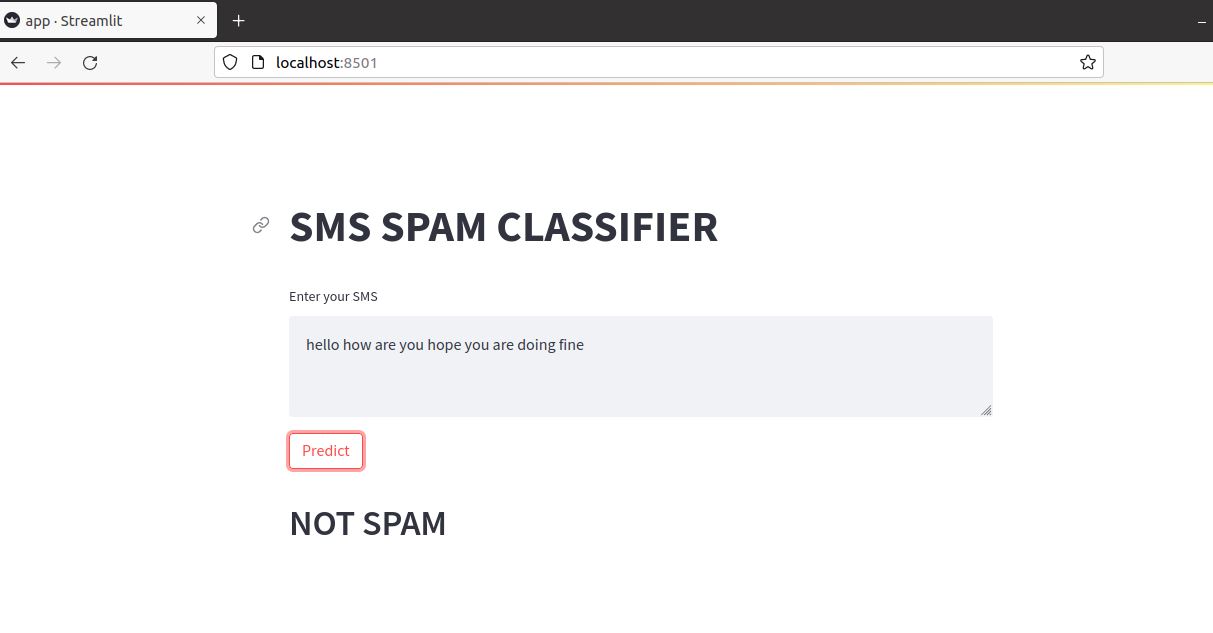 app · Streamlit
localhost:8501
SMS SPAM CLASSIFIER
Enter your SMS
hello how are you hope you are doing fine
Predict
NOT SPAM